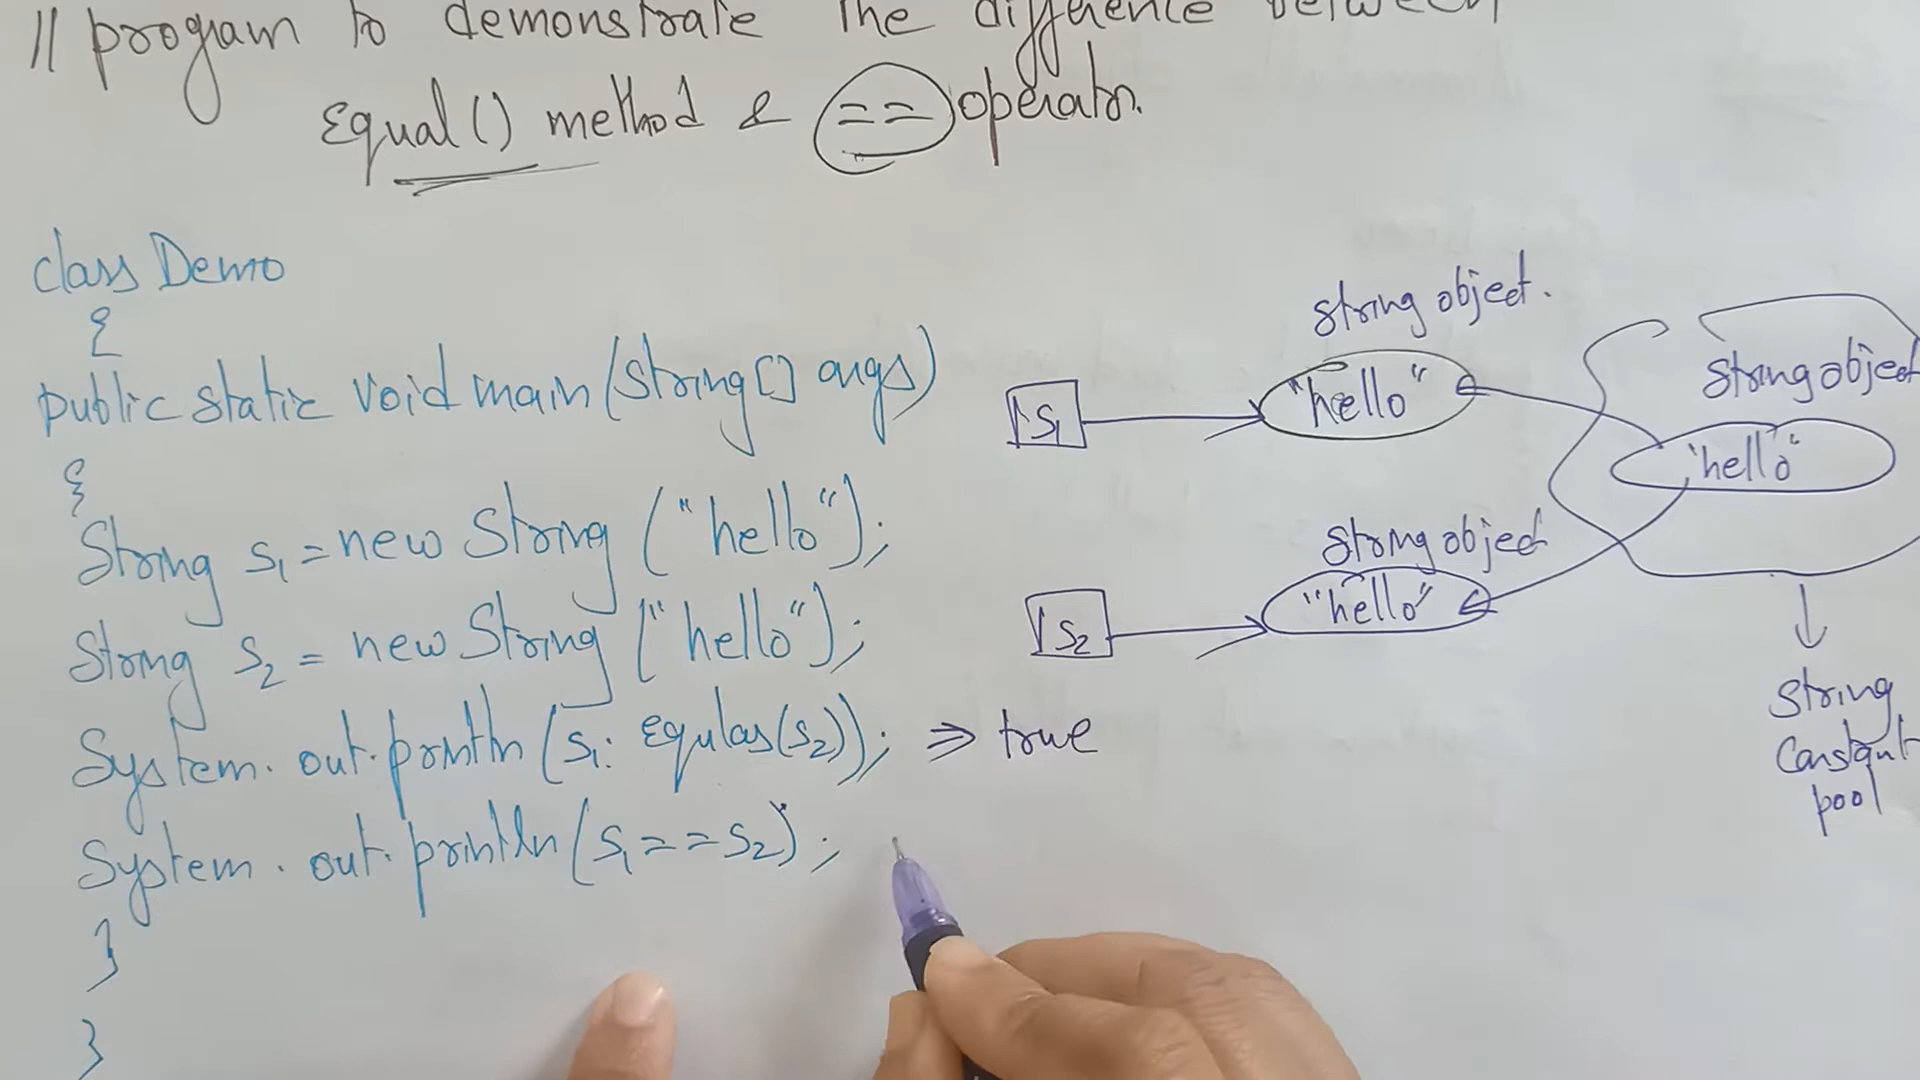 // program to demonstrate The difference between
Equal() method & == operator.
class Demo
{
public static void main(String[] args)
{
String s1 = new String ("hello");
String s2 = new String ("hello");
System.out.println (s1: equlas(s2)); => true
System.out.println (s1 == s2);
}
}
string object.
S1
"hello"
String object
"hello"
String object
S2
"hello"
String
Constant
pool